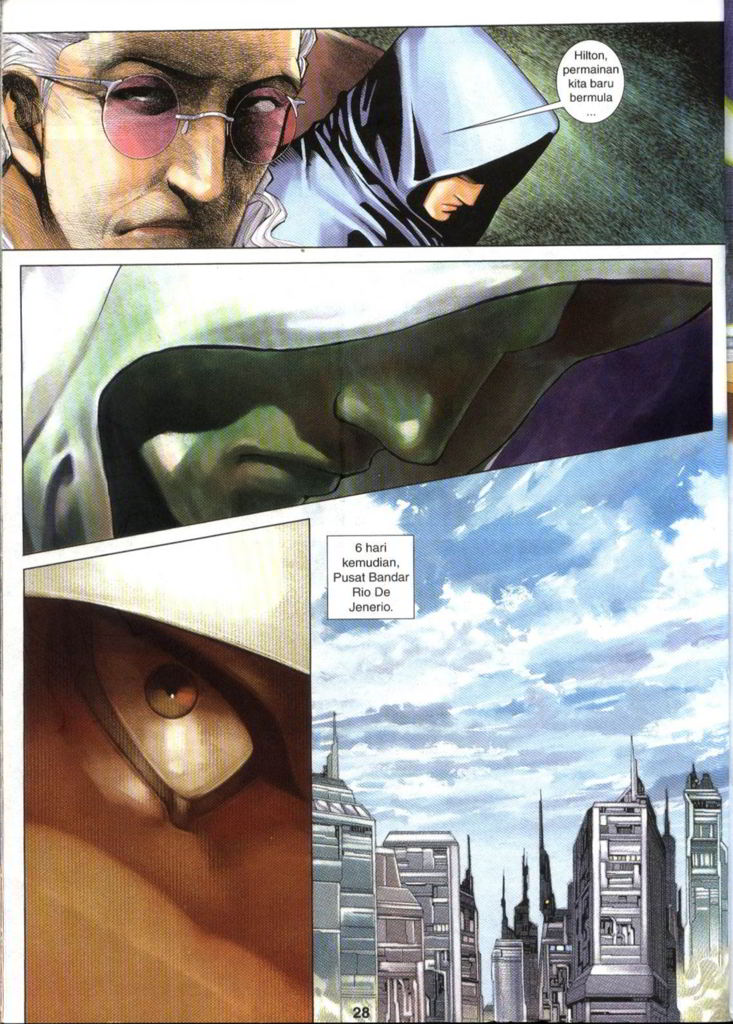 Hilton,
permainan
kita baru
bermula
...
6 hari
kemudian,
Pusat Bandar
Rio De
Jenerio.
28